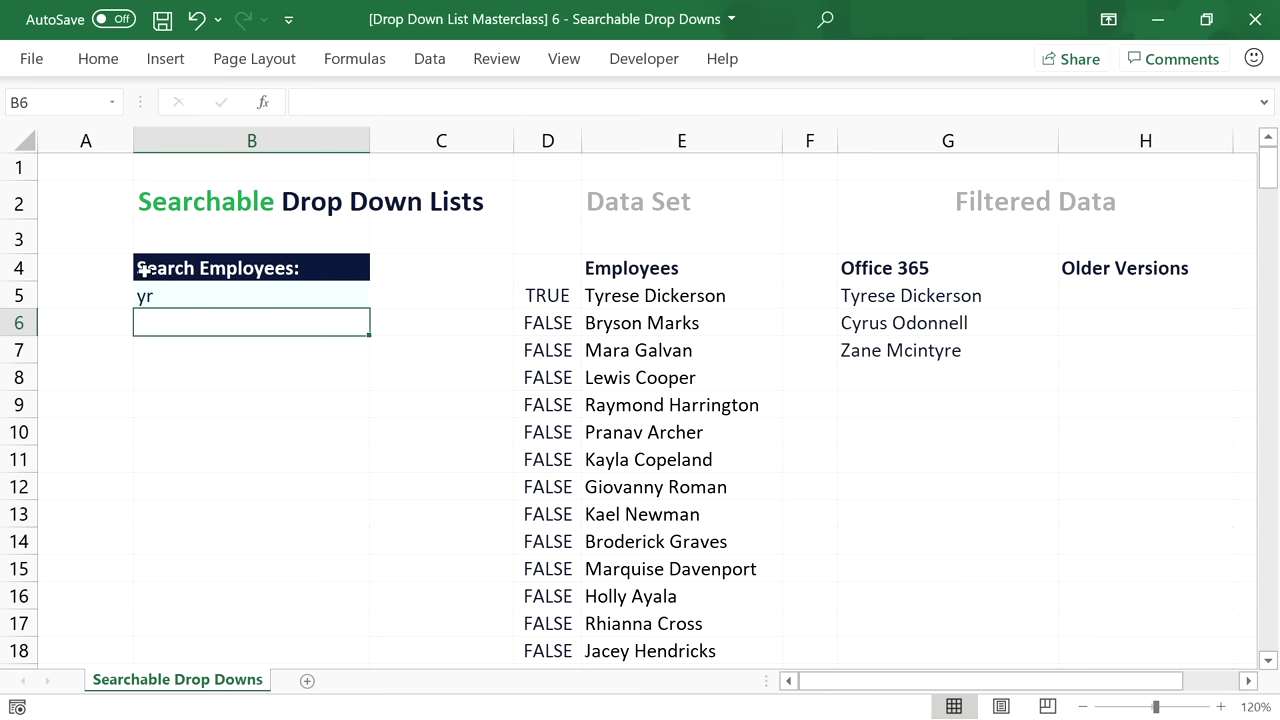 AutoSave Off [Drop Down List Masterclass] 6 - Searchable Drop Downs
File Home Insert Page Layout Formulas Data Review View Developer Help Share Comments
B6 fx
A B C D E F G H
1
2 Searchable Drop Down Lists Data Set Filtered Data
3
4 Search Employees: Employees Office 365 Older Versions
5 yr TRUE Tyrese Dickerson Tyrese Dickerson
6 FALSE Bryson Marks Cyrus Odonnell
7 FALSE Mara Galvan Zane Mcintyre
8 FALSE Lewis Cooper
9 FALSE Raymond Harrington
10 FALSE Pranav Archer
11 FALSE Kayla Copeland
12 FALSE Giovanny Roman
13 FALSE Kael Newman
14 FALSE Broderick Graves
15 FALSE Marquise Davenport
16 FALSE Holly Ayala
17 FALSE Rhianna Cross
18 FALSE Jacey Hendricks
Searchable Drop Downs
120%